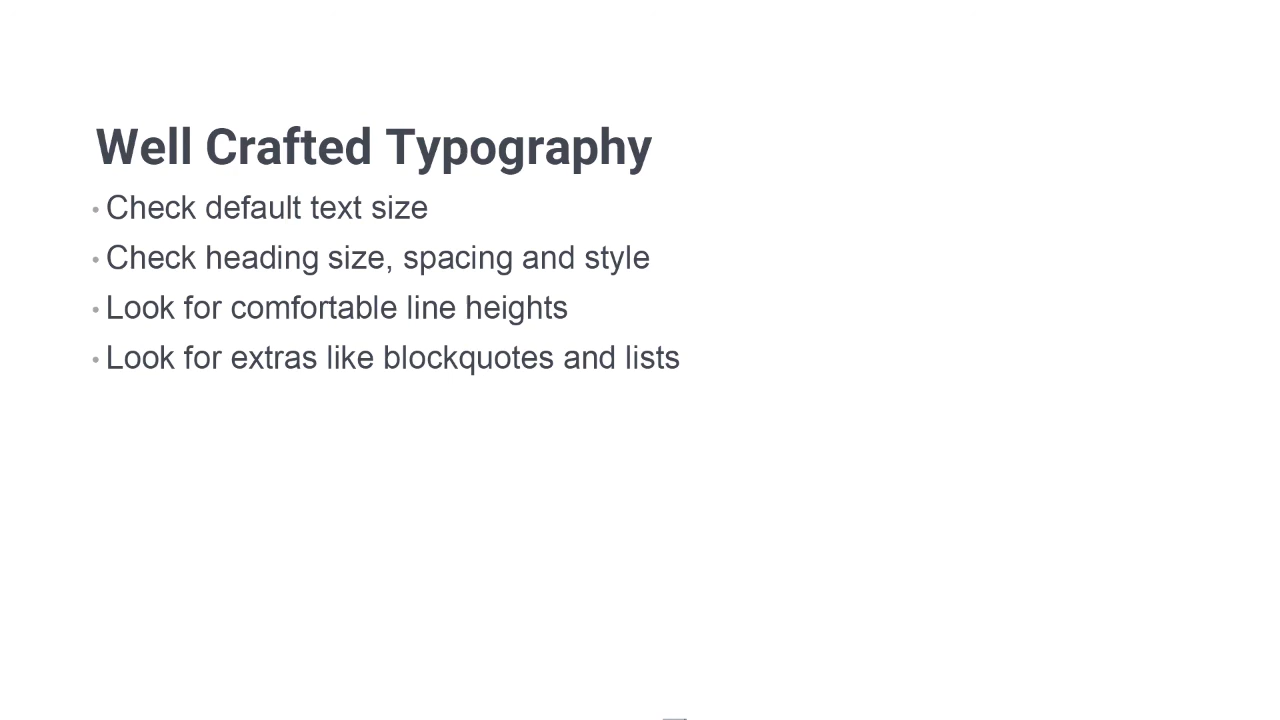 Well Crafted Typography
• Check default text size
• Check heading size, spacing and style
• Look for comfortable line heights
• Look for extras like blockquotes and lists